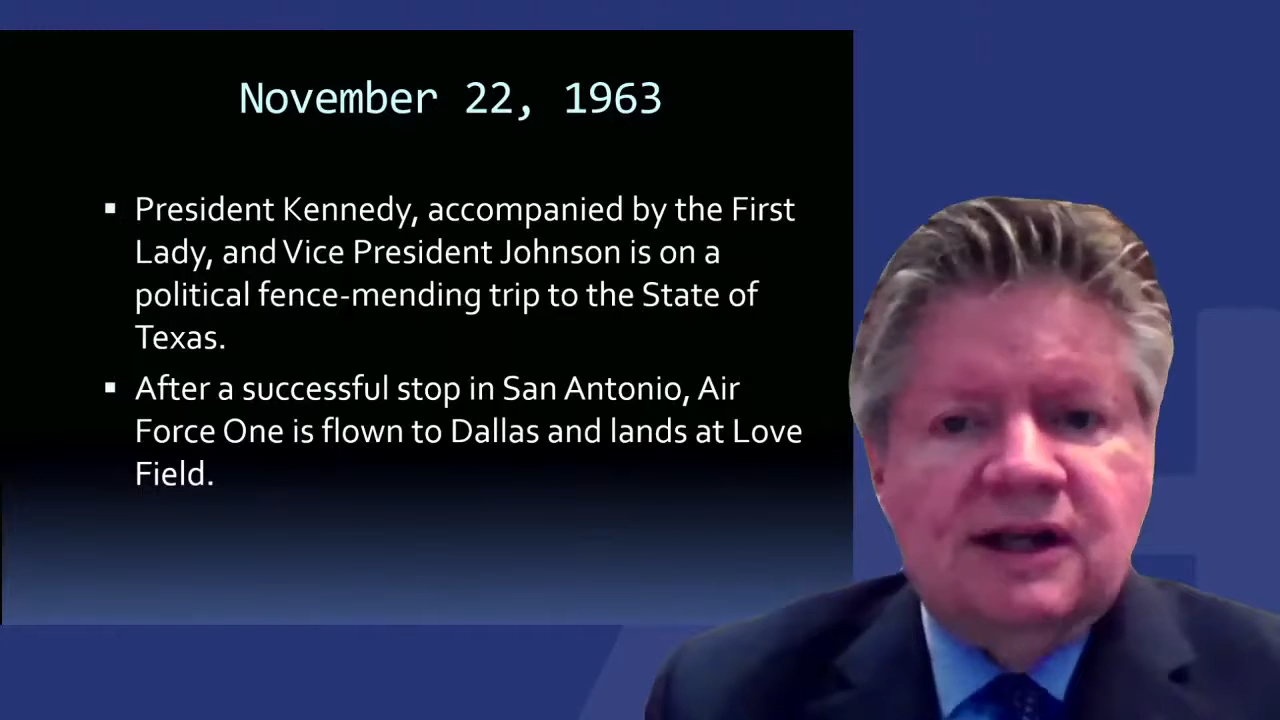 November 22, 1963
▪ President Kennedy, accompanied by the First
Lady, and Vice President Johnson is on a
political fence-mending trip to the State of
Texas.
▪ After a successful stop in San Antonio, Air
Force One is flown to Dallas and lands at Love
Field.